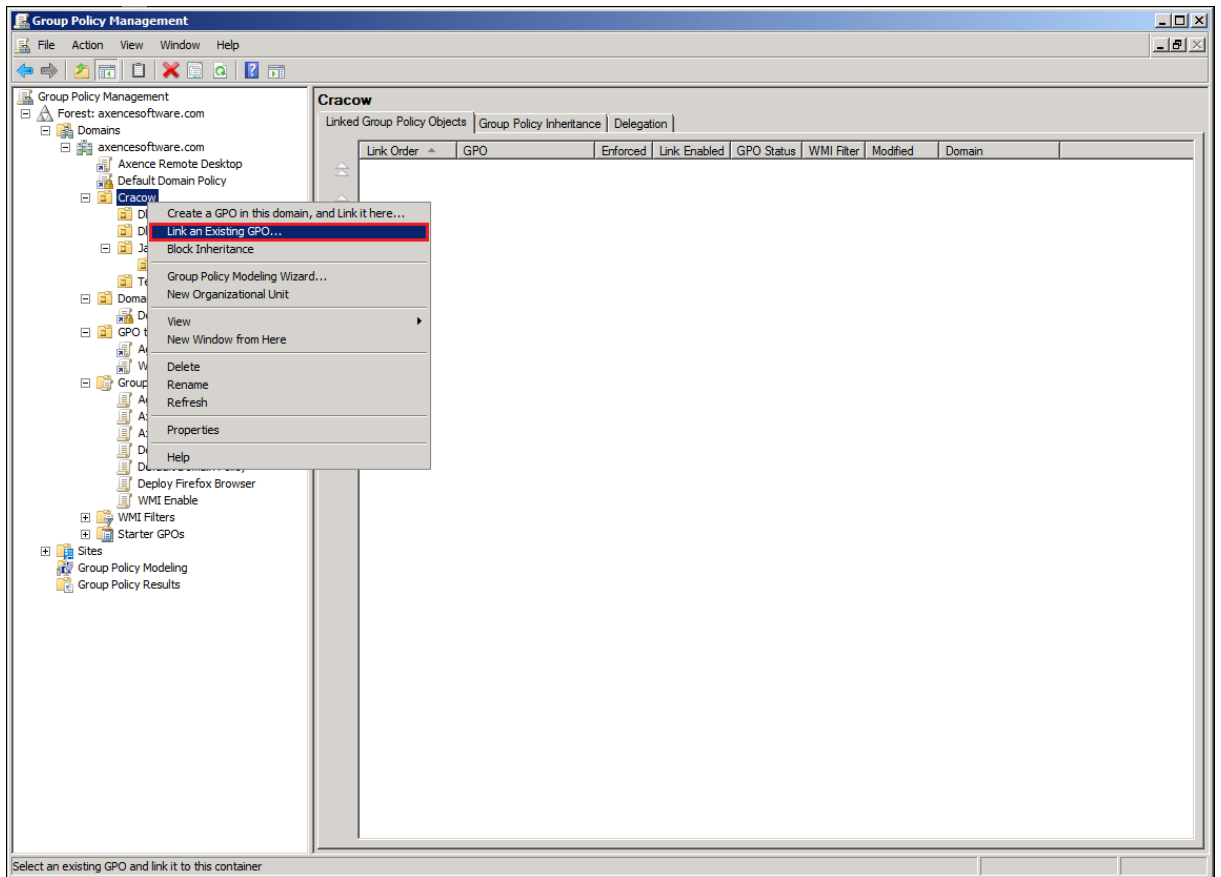 Group Policy Management
File Action View Window Help
Group Policy Management
Forest: axencesoftware.com
Domains
axencesoftware.com
Axence Remote Desktop
Default Domain Policy
Cracow
Domai
GPO t
Group
Deploy Firefox Browser
WMI Enable
WMI Filters
Starter GPOs
Sites
Group Policy Modeling
Group Policy Results
Create a GPO in this domain, and Link it here...
Link an Existing GPO...
Block Inheritance
Group Policy Modeling Wizard...
New Organizational Unit
View
New Window from Here
Delete
Rename
Refresh
Properties
Help
Cracow
Linked Group Policy Objects Group Policy Inheritance Delegation
Link Order GPO Enforced Link Enabled GPO Status WMI Filter Modified Domain
Select an existing GPO and link it to this container